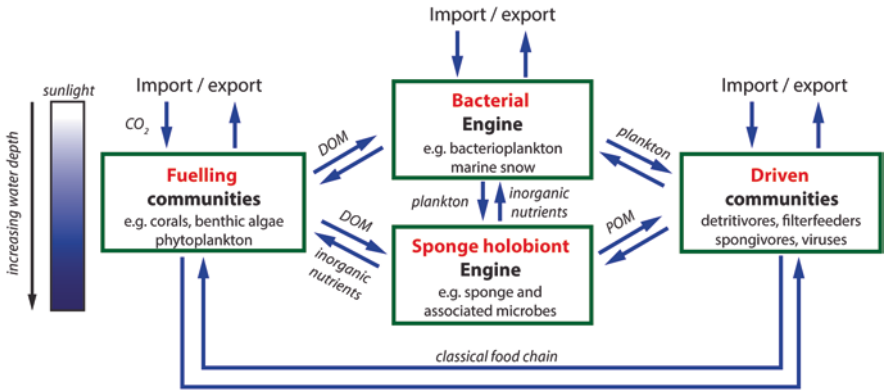 Import / export
sunlight
Import / export
Import / export
CO2
increasing water depth
Bacterial
Engine
e.g. bacterioplankton
marine snow
DOM
plankton
Fuelling
communities
e.g. corals, benthic algae
phytoplankton
Driven
communities
detritivores, filterfeeders
spongivores, viruses
plankton
inorganic
nutrients
DOM
inorganic
nutrients
POM
Sponge holobiont
Engine
e.g. sponge and
associated microbes
classical food chain